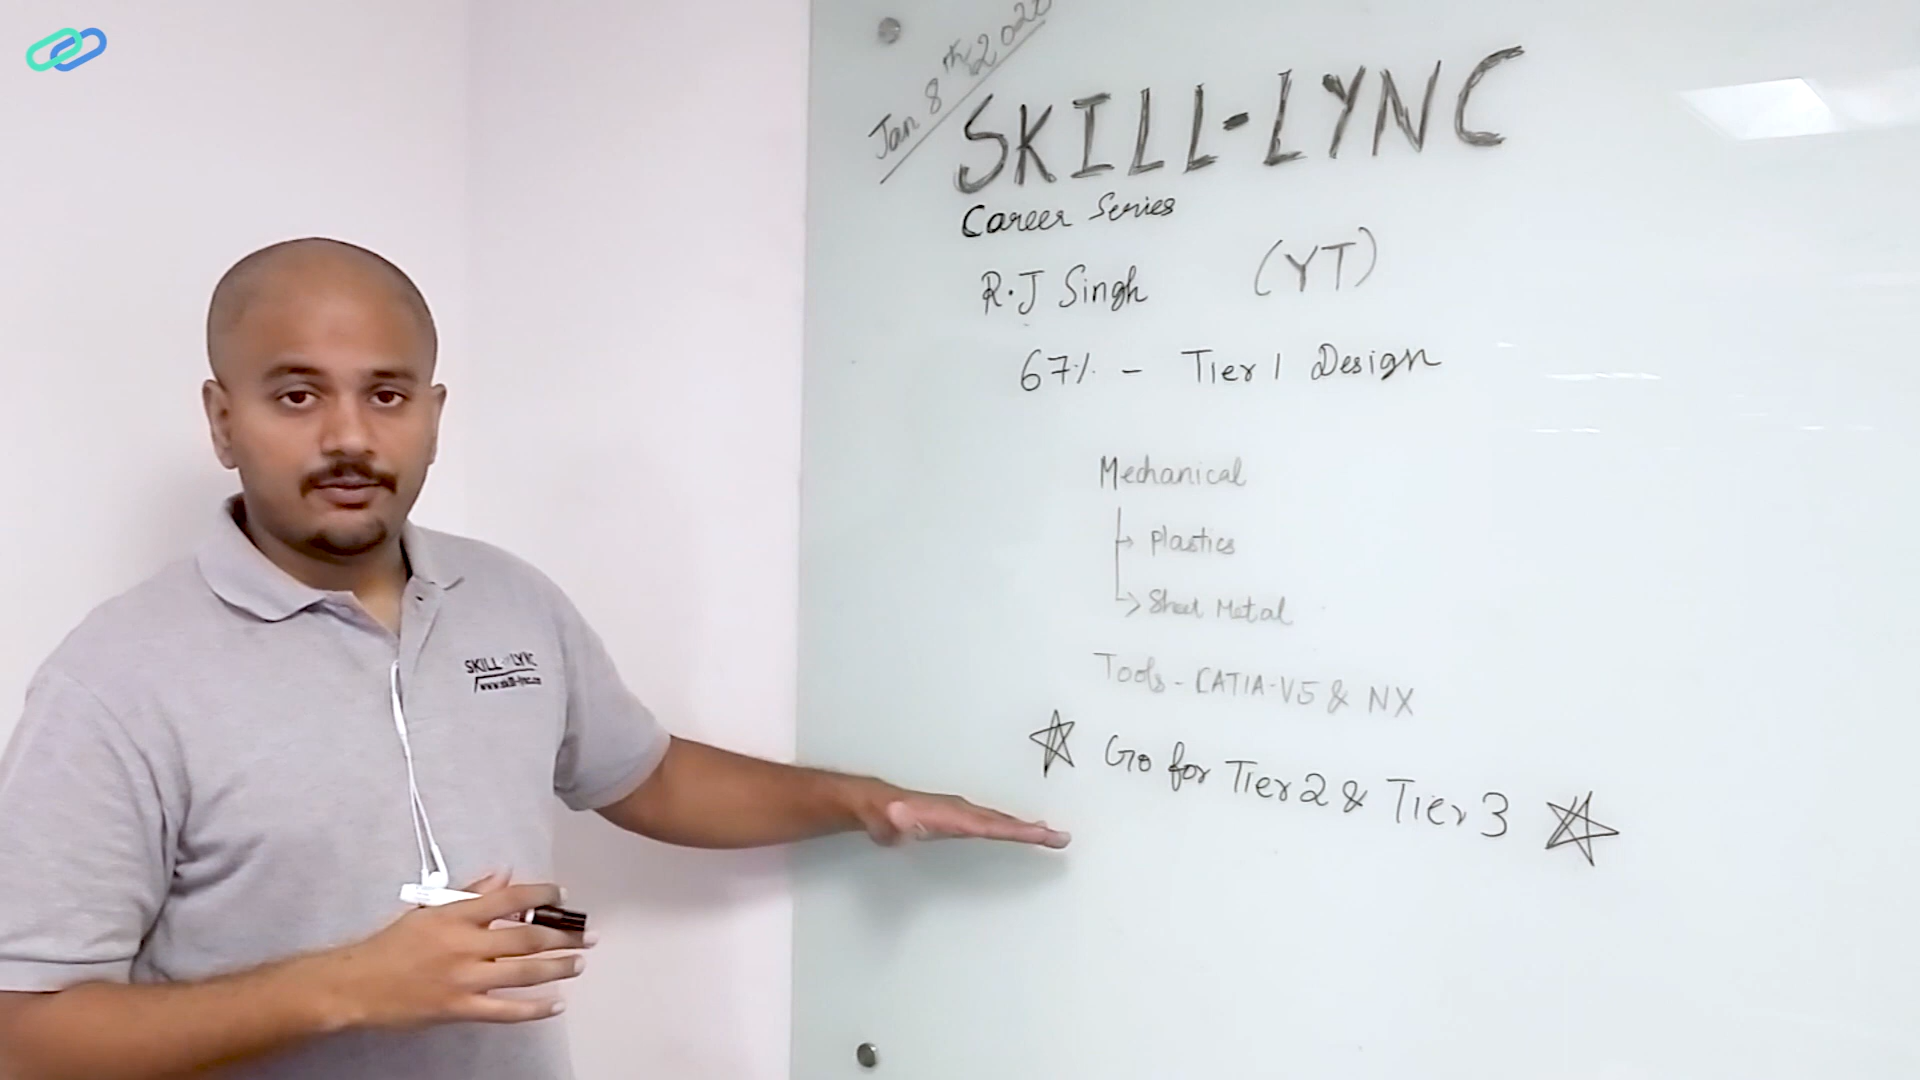 Jan 8th 2020
SKILL-LYNC
Career Series
R.J Singh (YT)
67% - Tier 1 Design
Mechanical
Plastics
Sheet Metal
Tools - CATIA-V5 & NX
Go for Tier 2 & Tier 3
SKILL LYNC